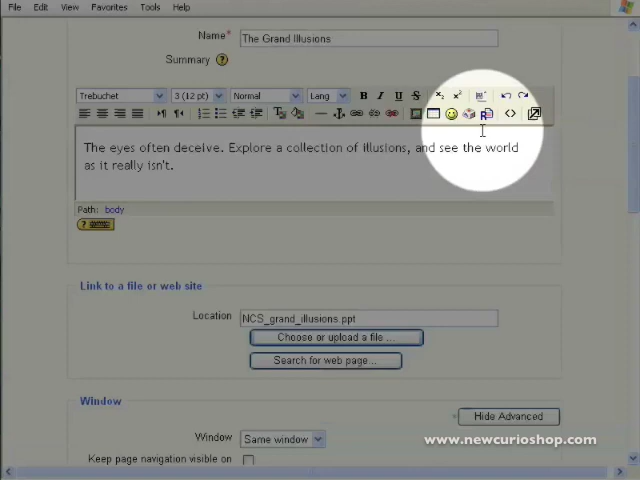 File Edit View Favorites Tools Help
Name* The Grand Illusions
Summary ?
Trebuchet 3 (12 pt) Normal Lang B I U S x₂ x²
The eyes often deceive. Explore a collection of illusions, and see the world
as it really isn't.
Path: body
?
Link to a file or web site
Location NCS_grand_illusions.ppt
Choose or upload a file ...
Search for web page...
Window
* Hide Advanced
Window Same window
www.newcurioshop.com
Keep page navigation visible on